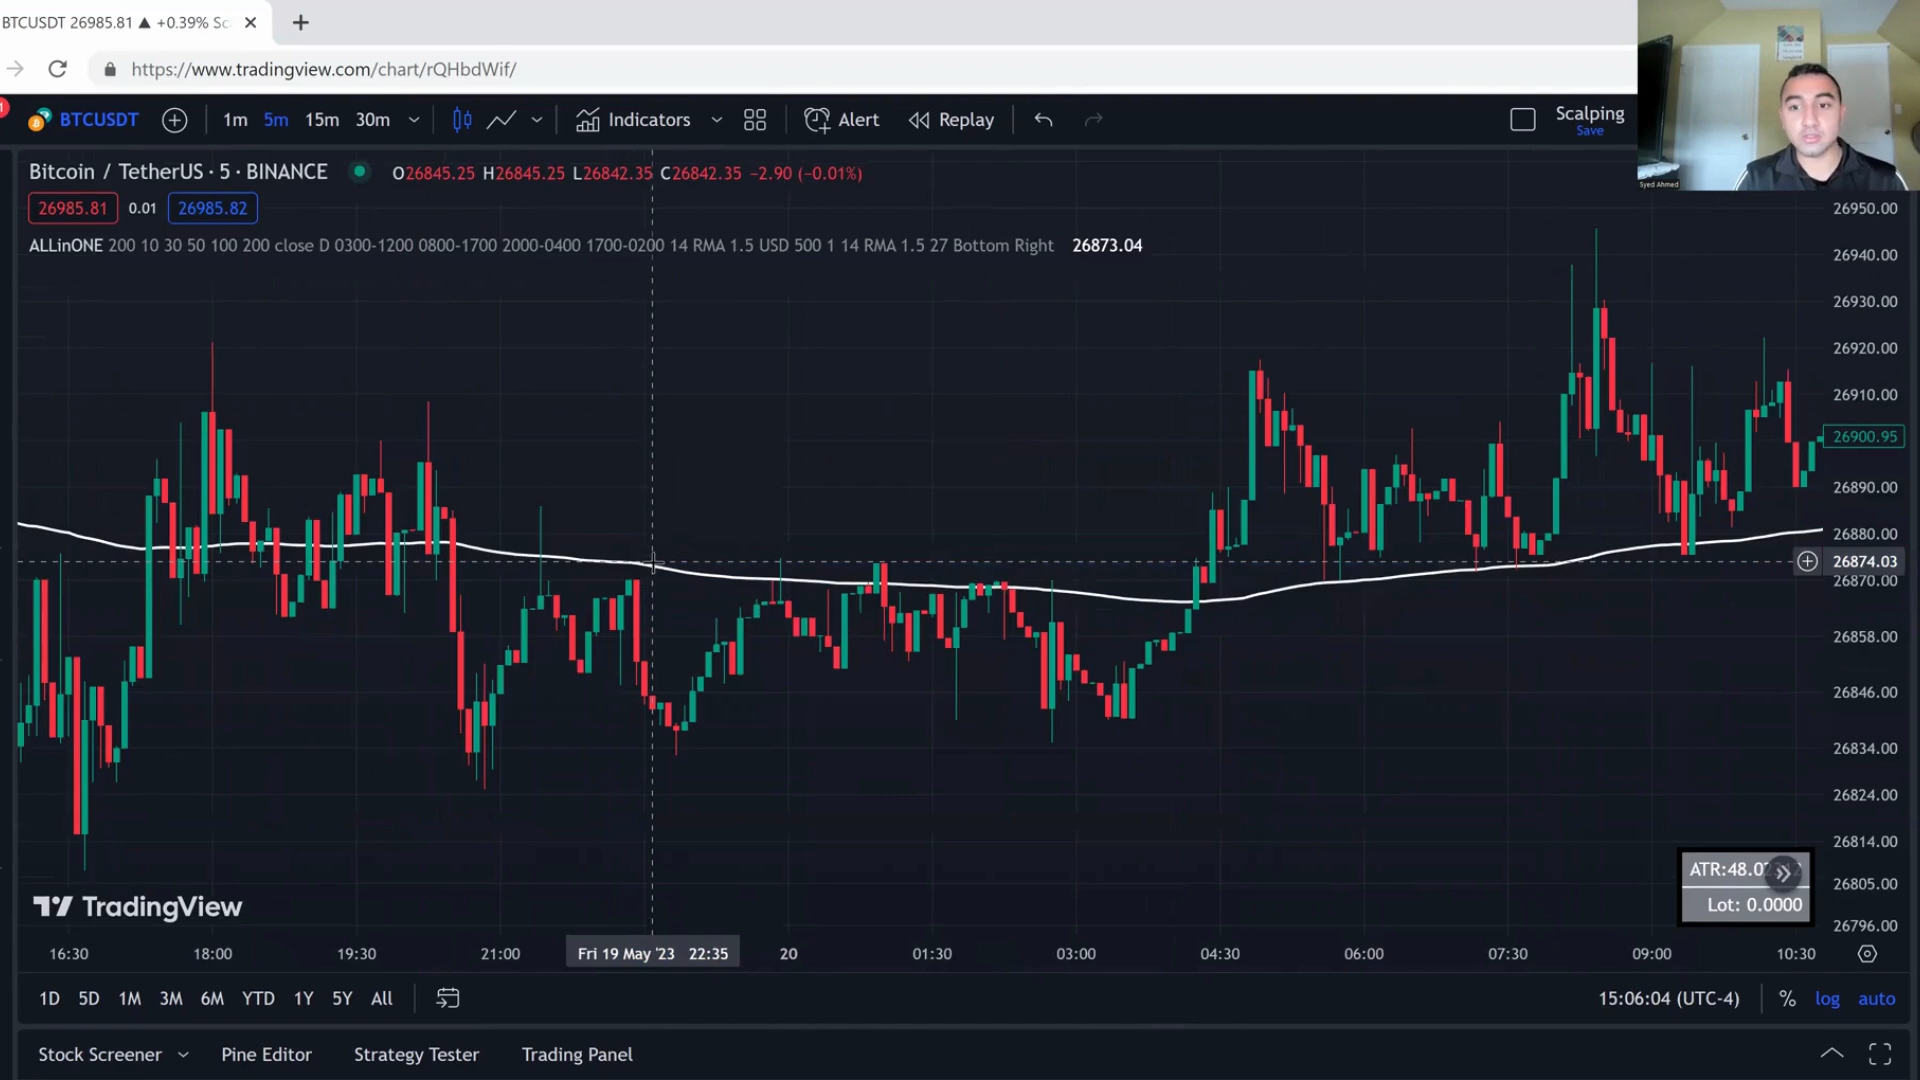 BTCUSDT 26985.81 ▲ +0.39% Sc
https://www.tradingview.com/chart/rQHbdWif/
BTCUSDT 1m 5m 15m 30m Indicators Alert Replay Scalping
Save
Syed Ahmed
Bitcoin / TetherUS · 5 · BINANCE O26845.25 H26845.25 L26842.35 C26842.35 −2.90 (−0.01%)
26985.81 0.01 26985.82
ALLinONE 200 10 30 50 100 200 close D 0300-1200 0800-1700 2000-0400 1700-0200 14 RMA 1.5 USD 500 1 14 RMA 1.5 27 Bottom Right 26873.04
26950.00
26940.00
26930.00
26920.00
26910.00
26900.95
26890.00
26880.00
26874.03
26870.00
26858.00
26846.00
26834.00
26824.00
26814.00
26805.00
26796.00
ATR:48.0
Lot: 0.0000
TradingView
16:30 18:00 19:30 21:00 Fri 19 May '23 22:35 20 01:30 03:00 04:30 06:00 07:30 09:00 10:30
1D 5D 1M 3M 6M YTD 1Y 5Y All 15:06:04 (UTC-4) % log auto
Stock Screener Pine Editor Strategy Tester Trading Panel